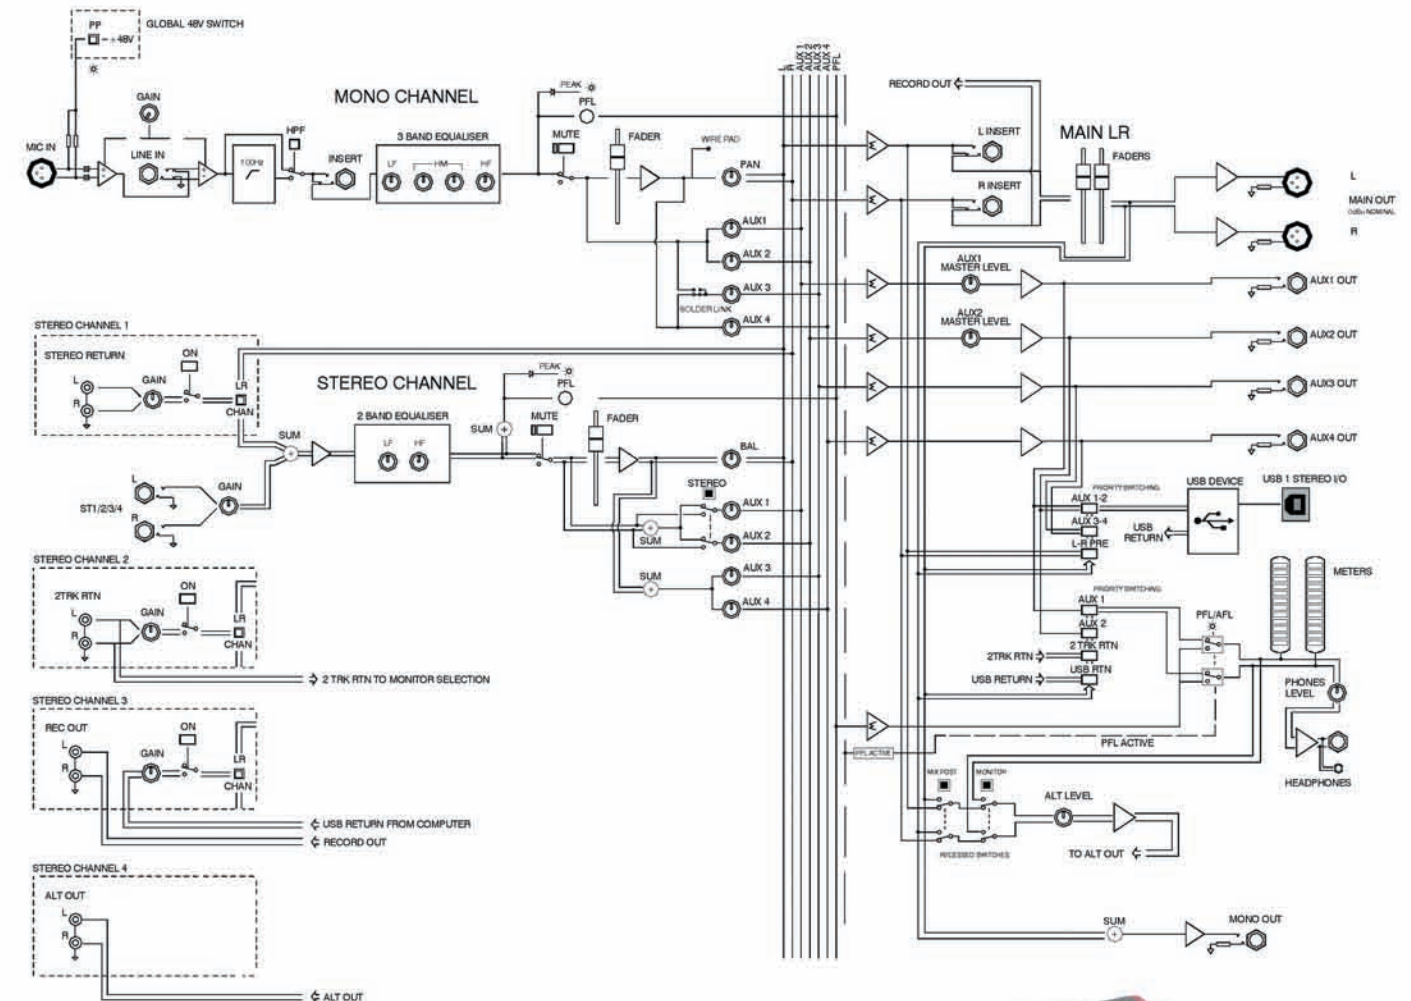 PP
GLOBAL 48V SWITCH
+48V
GAIN
MONO CHANNEL
PEAK
PFL
MIC IN
LINE IN
HPF
100Hz
INSERT
3 BAND EQUALISER
LF
HM
HF
MUTE
FADER
WIRE PAD
PAN
AUX1
AUX 2
AUX 3
SOLDER LINK
AUX 4
L
R
AUX 1
AUX 2
AUX 3
AUX 4
PFL
RECORD OUT
L INSERT
R INSERT
MAIN LR
FADERS
L
MAIN OUT
0dBu NOMINAL
R
AUX1
MASTER LEVEL
AUX1 OUT
AUX2
MASTER LEVEL
AUX2 OUT
AUX3 OUT
AUX4 OUT
STEREO CHANNEL 1
STEREO RETURN
L
R
GAIN
ON
LR
CHAN
STEREO CHANNEL
SUM
2 BAND EQUALISER
LF
HF
SUM
PEAK
PFL
MUTE
FADER
BAL
STEREO
AUX 1
SUM
AUX 2
SUM
AUX 3
AUX 4
L
ST1/2/3/4
R
GAIN
PRIORITY SWITCHING
AUX 1-2
AUX 3-4
L-R PRE
USB DEVICE
USB RETURN
USB 1 STEREO I/O
METERS
PRIORITY SWITCHING
AUX 1
AUX 2
2 TRK RTN
2TRK RTN
USB RTN
USB RETURN
PFL/AFL
PHONES LEVEL
HEADPHONES
PFL ACTIVE
PFL ACTIVE
STEREO CHANNEL 2
2TRK RTN
L
R
GAIN
ON
LR
CHAN
2 TRK RTN TO MONITOR SELECTION
STEREO CHANNEL 3
REC OUT
L
R
GAIN
ON
LR
CHAN
USB RETURN FROM COMPUTER
RECORD OUT
MIX POST
MONITOR
ALT LEVEL
RECESSED SWITCHES
TO ALT OUT
STEREO CHANNEL 4
ALT OUT
L
R
ALT OUT
SUM
MONO OUT